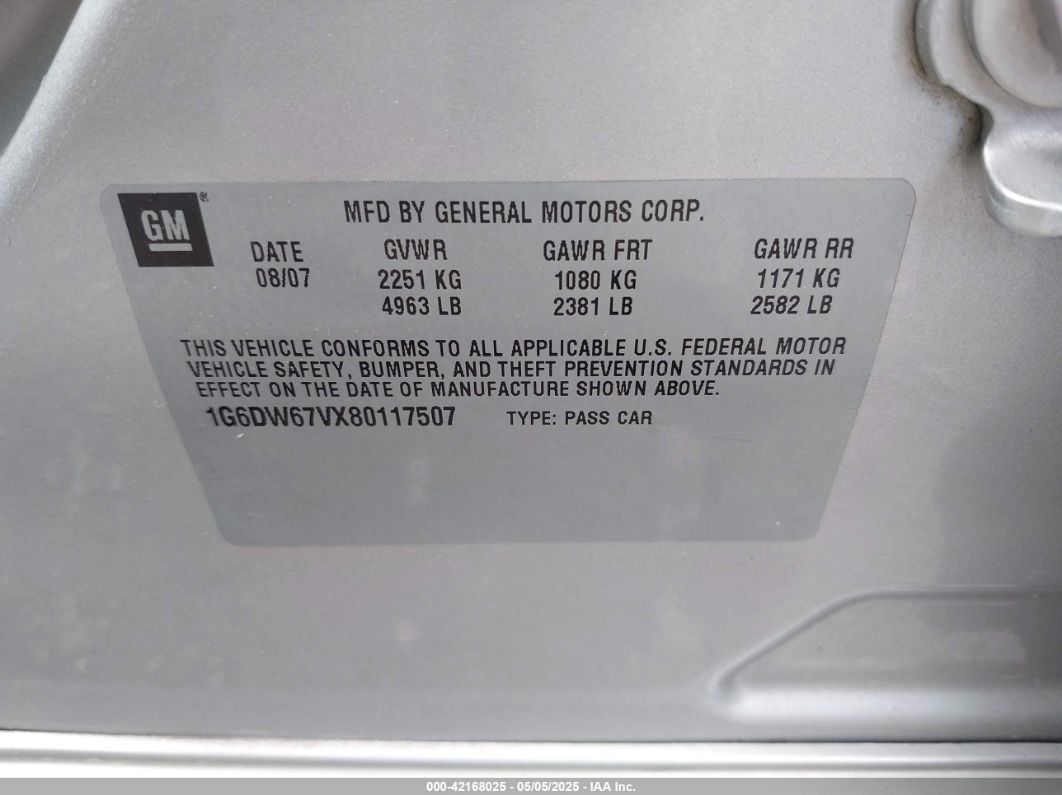 GM ®
MFD BY GENERAL MOTORS CORP.
DATE GVWR GAWR FRT GAWR RR
08/07 2251 KG 1080 KG 1171 KG
4963 LB 2381 LB 2582 LB
THIS VEHICLE CONFORMS TO ALL APPLICABLE U.S. FEDERAL MOTOR
VEHICLE SAFETY, BUMPER, AND THEFT PREVENTION STANDARDS IN
EFFECT ON THE DATE OF MANUFACTURE SHOWN ABOVE.
1G6DW67VX80117507 TYPE: PASS CAR
000-42168025 - 05/05/2025 - IAA Inc.